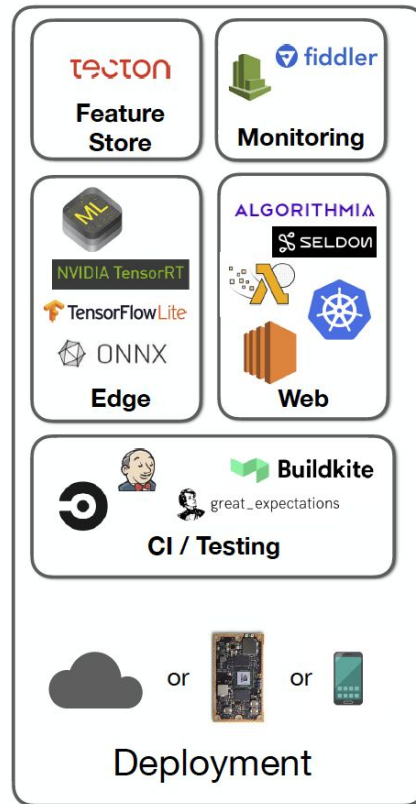 TECTON
Feature
Store
fiddler
Monitoring
ML
NVIDIA TensorRT
TensorFlowLite
ONNX
Edge
ALGORITHMIA
SELDON
Web
Buildkite
great_expectations
CI / Testing
or
or
Deployment